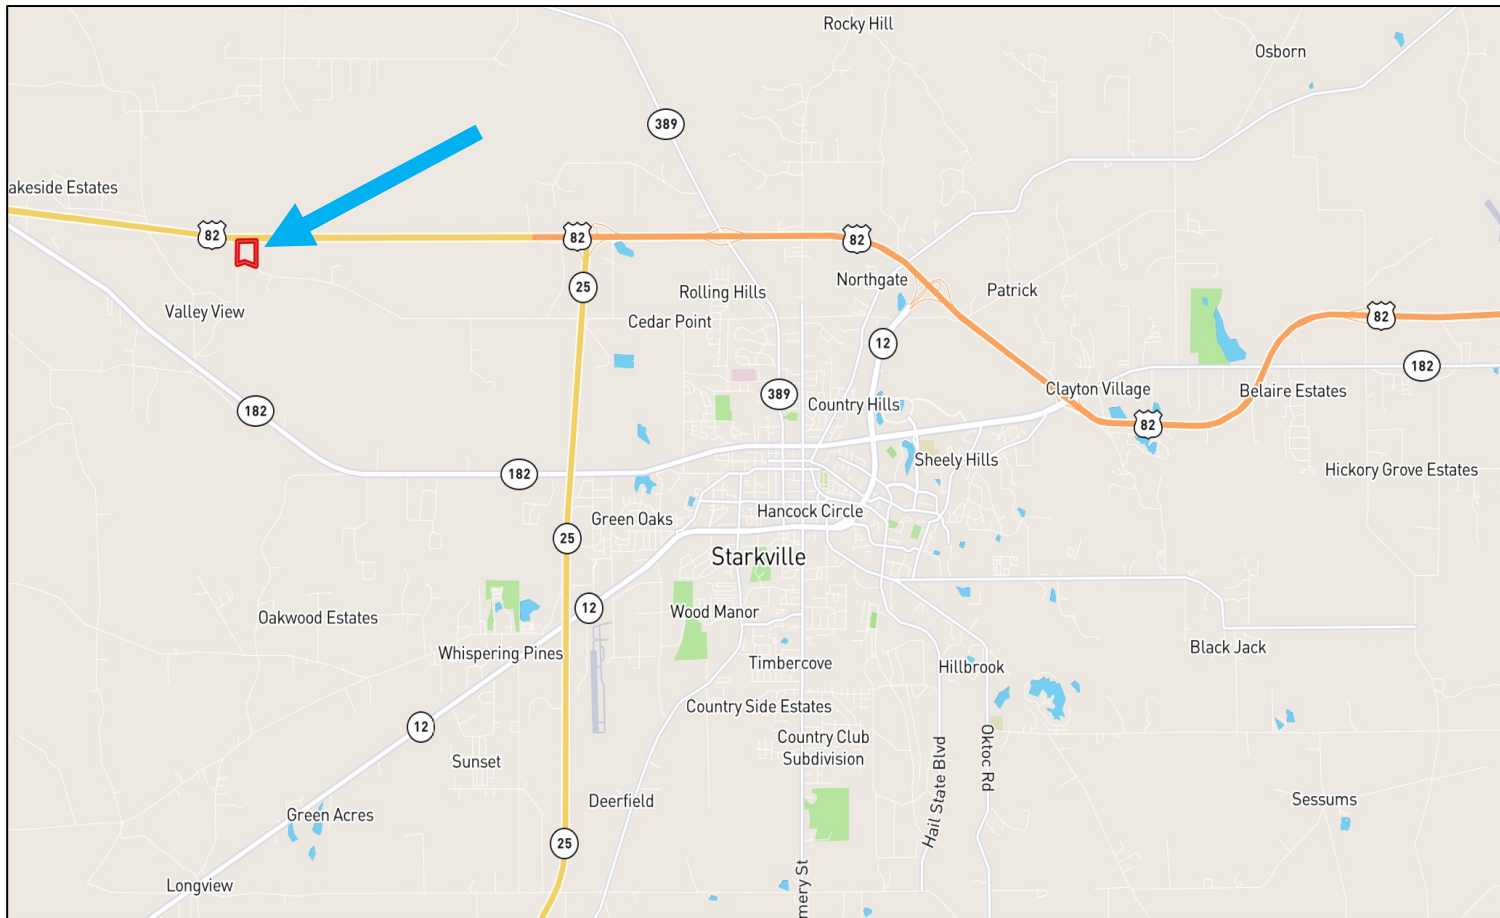 Rocky Hill
Osborn
389
akeside Estates
82
82
82
Northgate
Patrick
25
Rolling Hills
Valley View
Cedar Point
82
12
182
Clayton Village
Belaire Estates
389
Country Hills
182
82
Sheely Hills
Hickory Grove Estates
182
Hancock Circle
Green Oaks
25
Starkville
12
Wood Manor
Oakwood Estates
Whispering Pines
Black Jack
Timbercove
Hillbrook
Country Side Estates
12
Country Club
Subdivision
Sunset
Oktoc Rd
Hail State Blvd
Deerfield
Sessums
Green Acres
25
Longview
mery St